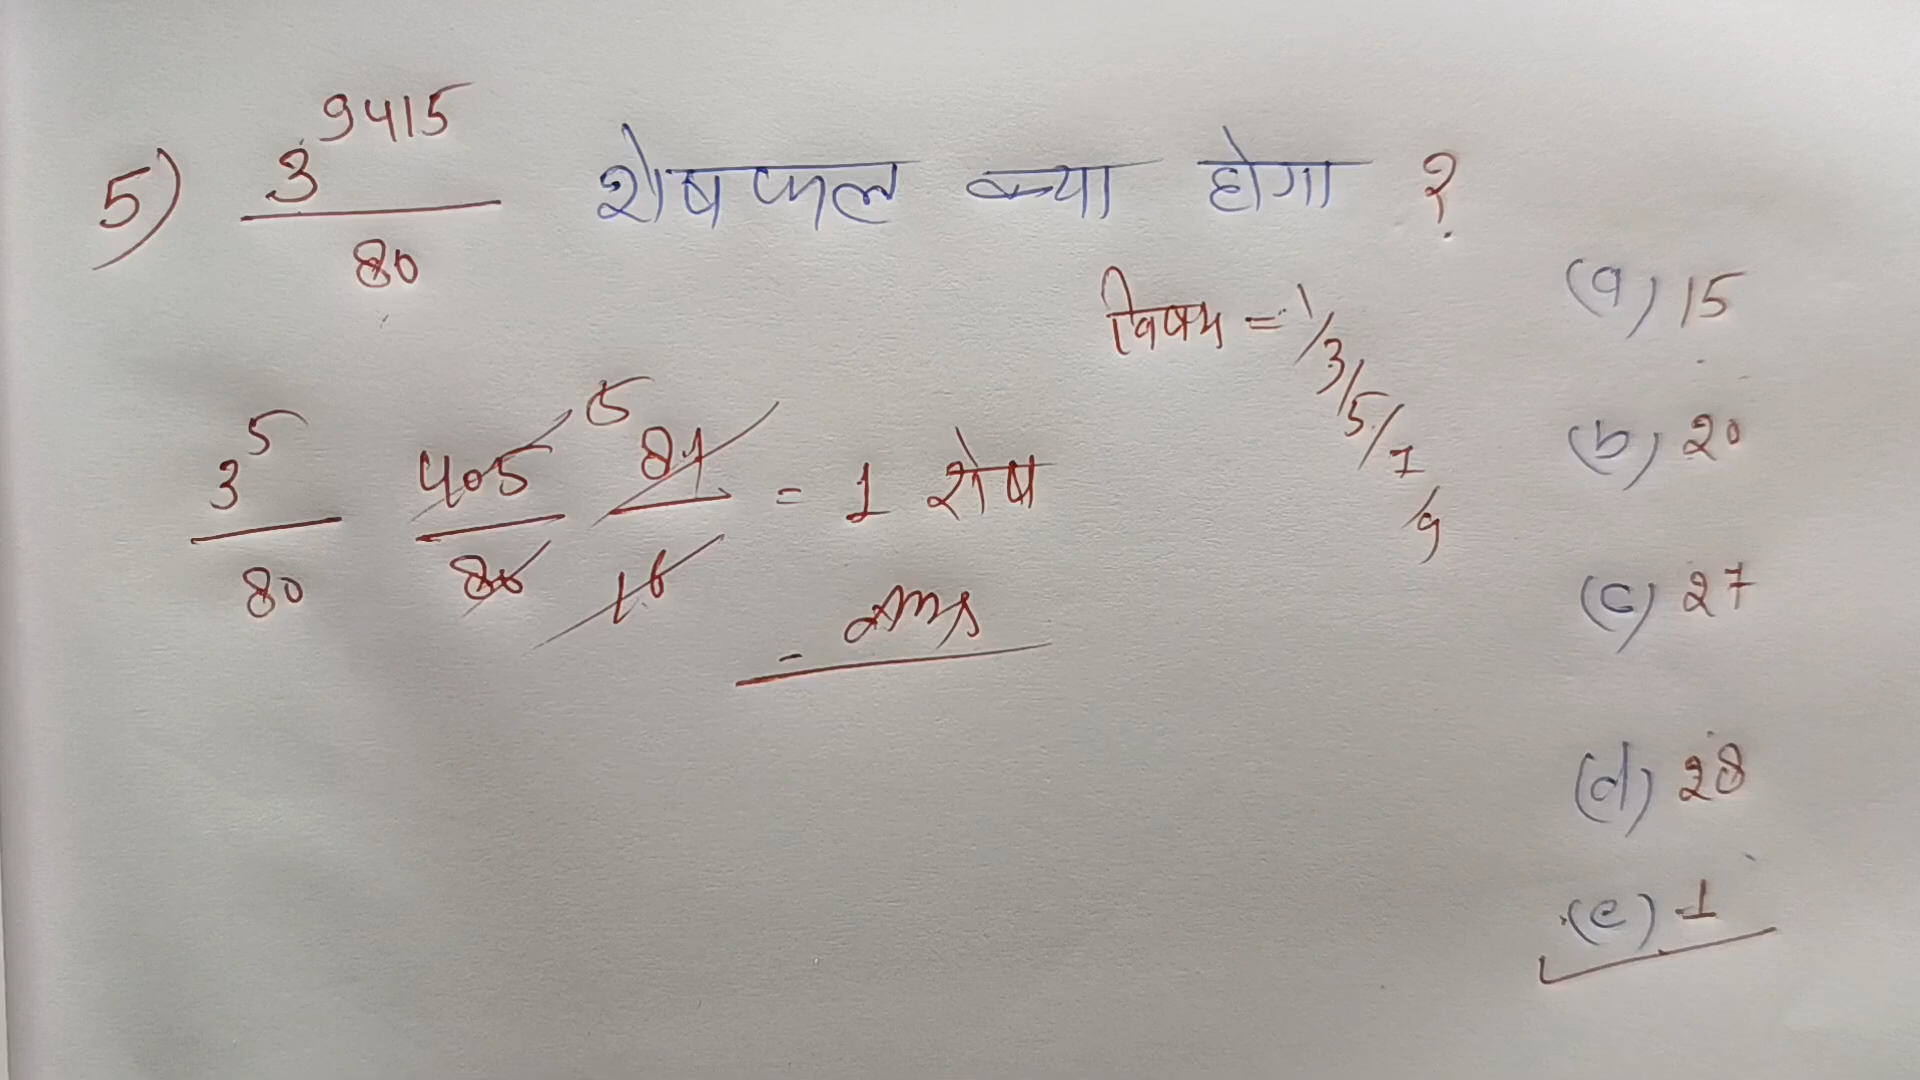 5) 3^9415 / 80 शेषफल क्या होगा ?
विषम = 1/3/5/7/9
(a) 15
(b) 20
(c) 27
(d) 28
(e) 1
3^5 / 80 405 / 80 5 81 / 16 = 1 शेष
Ans